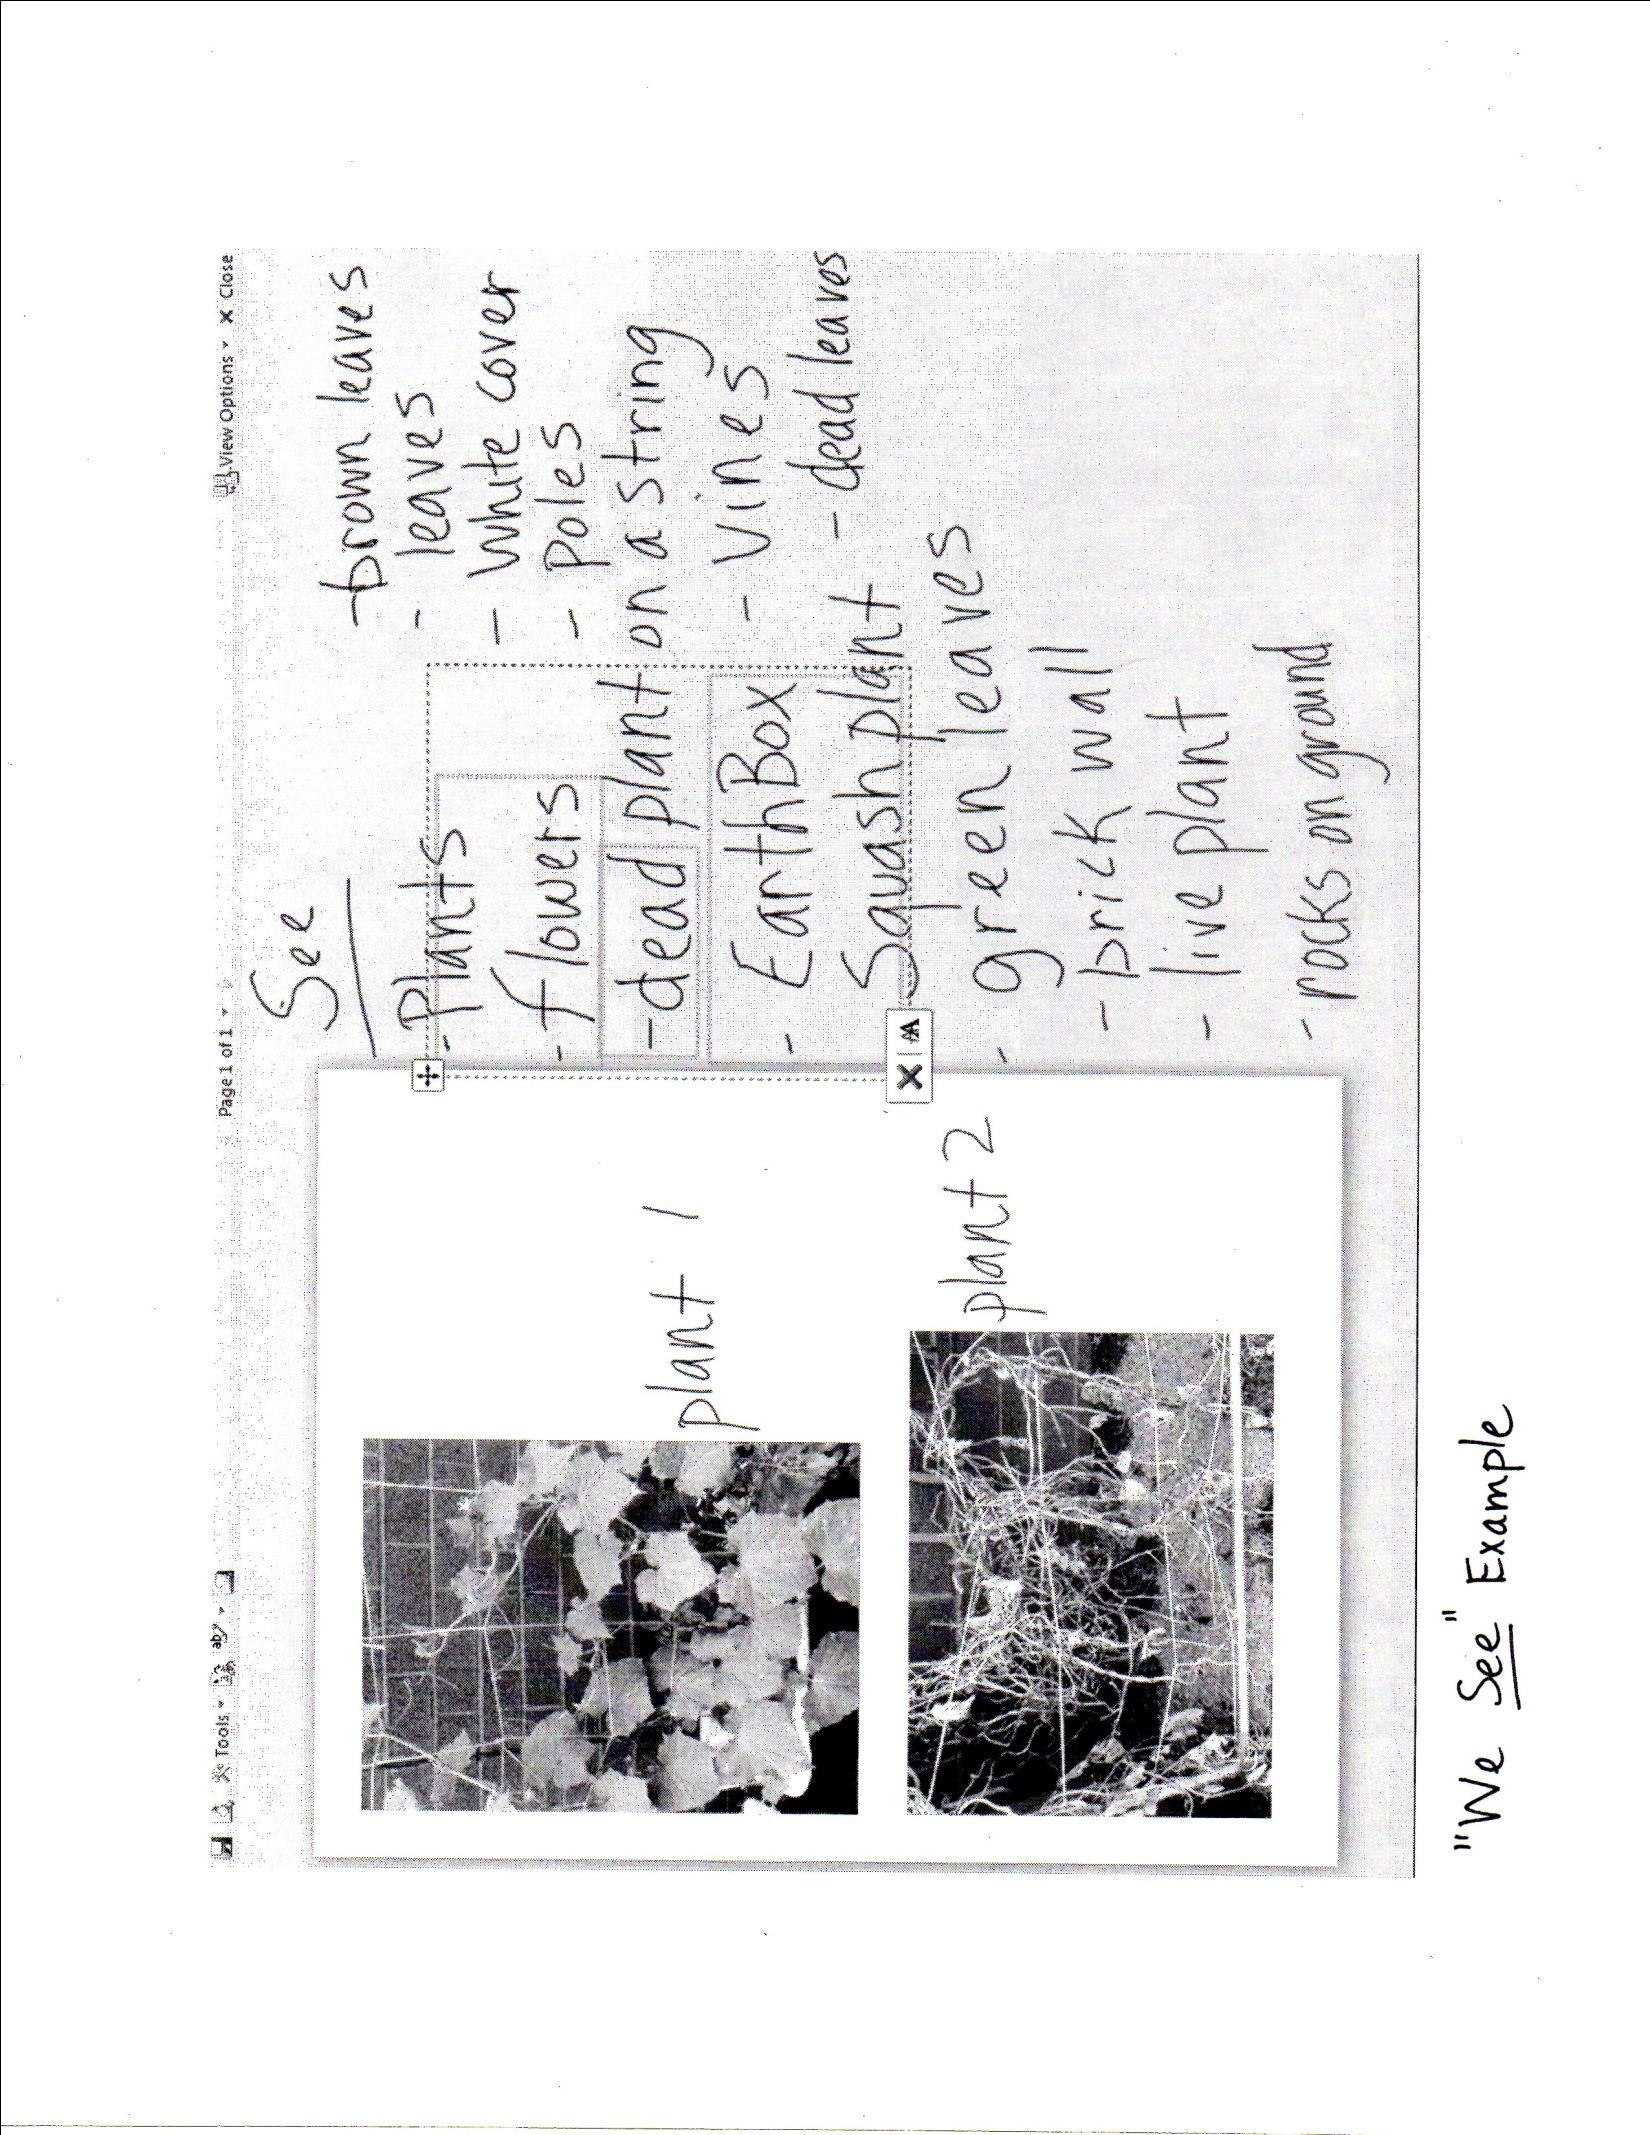 Tools Page 1 of 1 View Options Close
See
- brown leaves
- plants - leaves
- flowers - white cover
- poles
- dead plant on a string
- EarthBox - vines
Squash plant - dead leaves
- green leaves
- brick wall
- live plant
- rocks on ground
plant 1
plant 2
"We See" Example